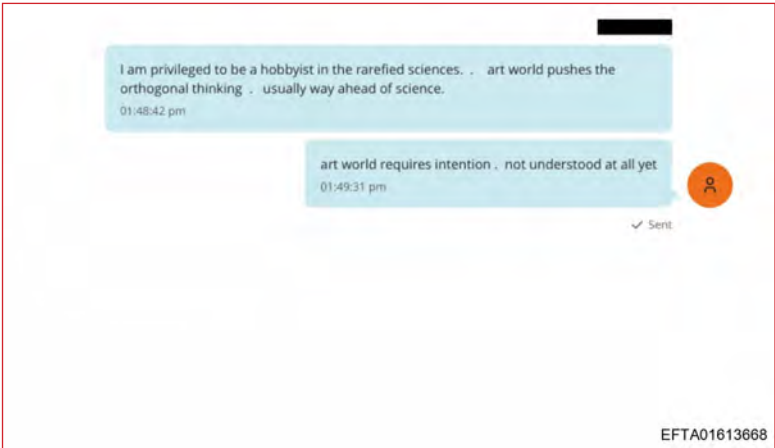 I am privileged to be a hobbyist in the rarefied sciences. .   art world pushes the
orthogonal thinking .  usually way ahead of science.
01:48:42 pm
art world requires intention . not understood at all yet
01:49:31 pm
✓ Sent
EFTA01613668